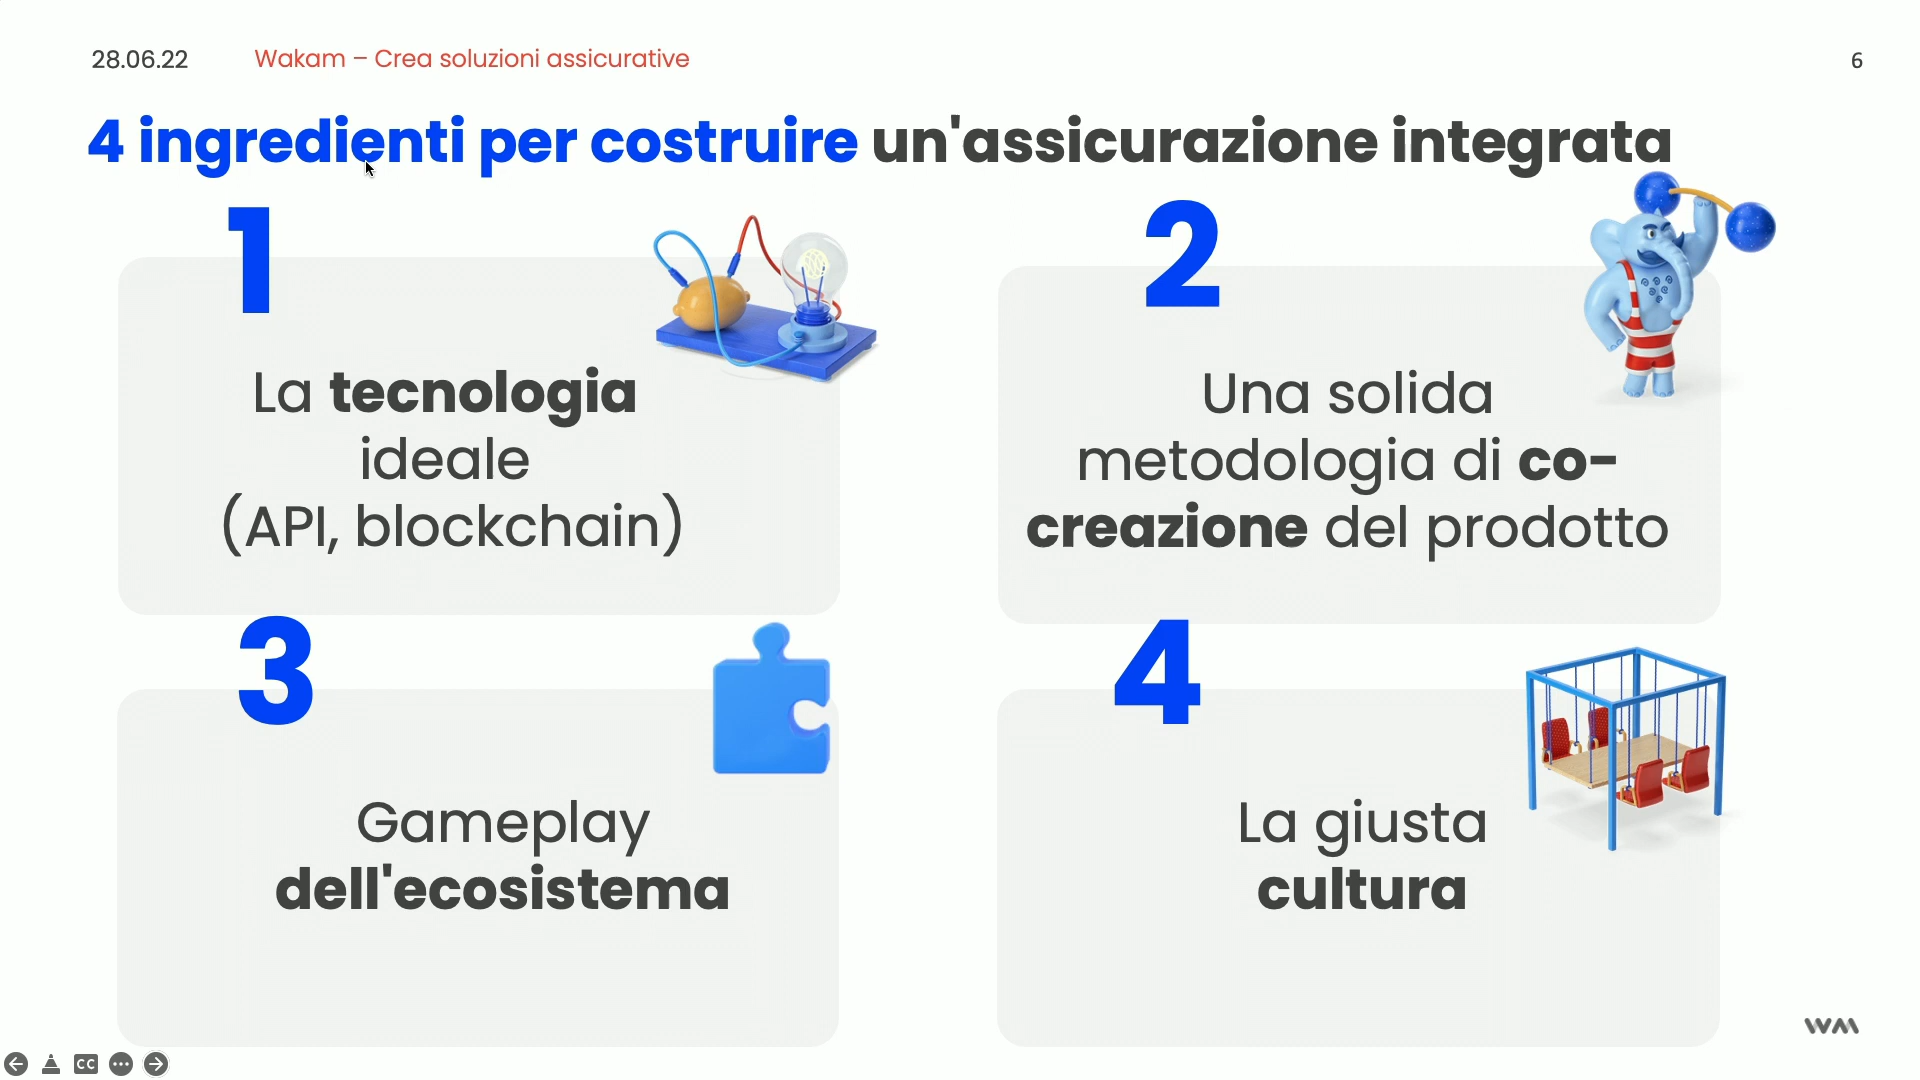 28.06.22
Wakam – Crea soluzioni assicurative
6
4 ingredienti per costruire un'assicurazione integrata
1
La tecnologia
ideale
(API, blockchain)
2
Una solida
metodologia di co-
creazione del prodotto
3
Gameplay
dell'ecosistema
4
La giusta
cultura
WM
CC